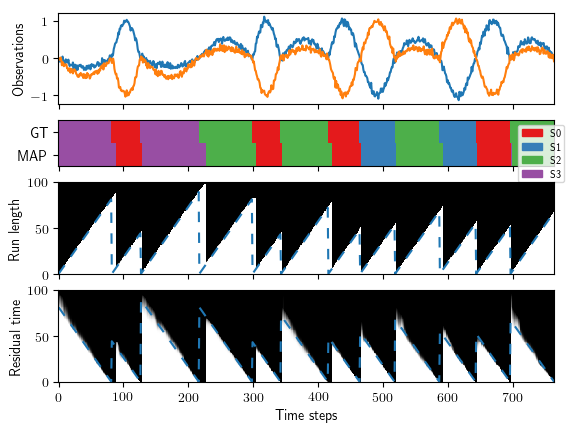 Observations
1
0
−1
GT
MAP
S0
S1
S2
S3
Run length
100
50
0
Residual time
100
50
0
0 100 200 300 400 500 600 700
Time steps